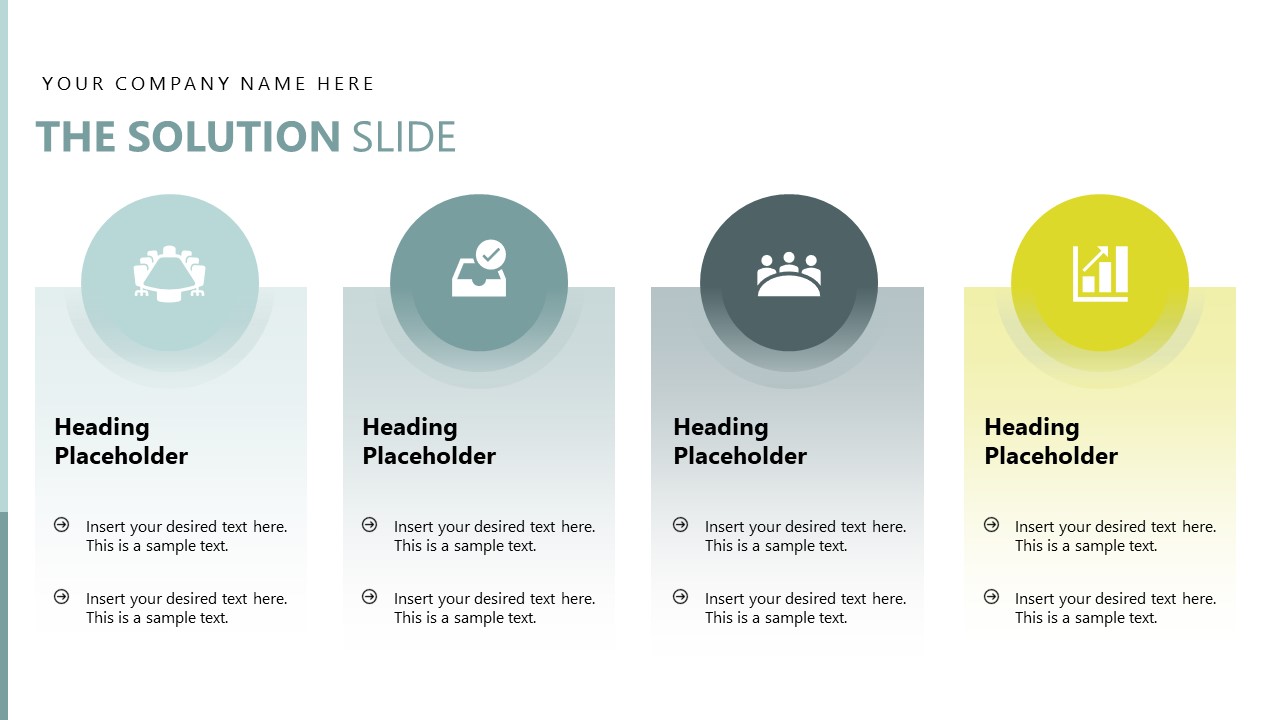 YOUR COMPANY NAME HERE
THE SOLUTION SLIDE
Heading
Placeholder
Insert your desired text here.
This is a sample text.
Insert your desired text here.
This is a sample text.
Heading
Placeholder
Insert your desired text here.
This is a sample text.
Insert your desired text here.
This is a sample text.
Heading
Placeholder
Insert your desired text here.
This is a sample text.
Insert your desired text here.
This is a sample text.
Heading
Placeholder
Insert your desired text here.
This is a sample text.
Insert your desired text here.
This is a sample text.